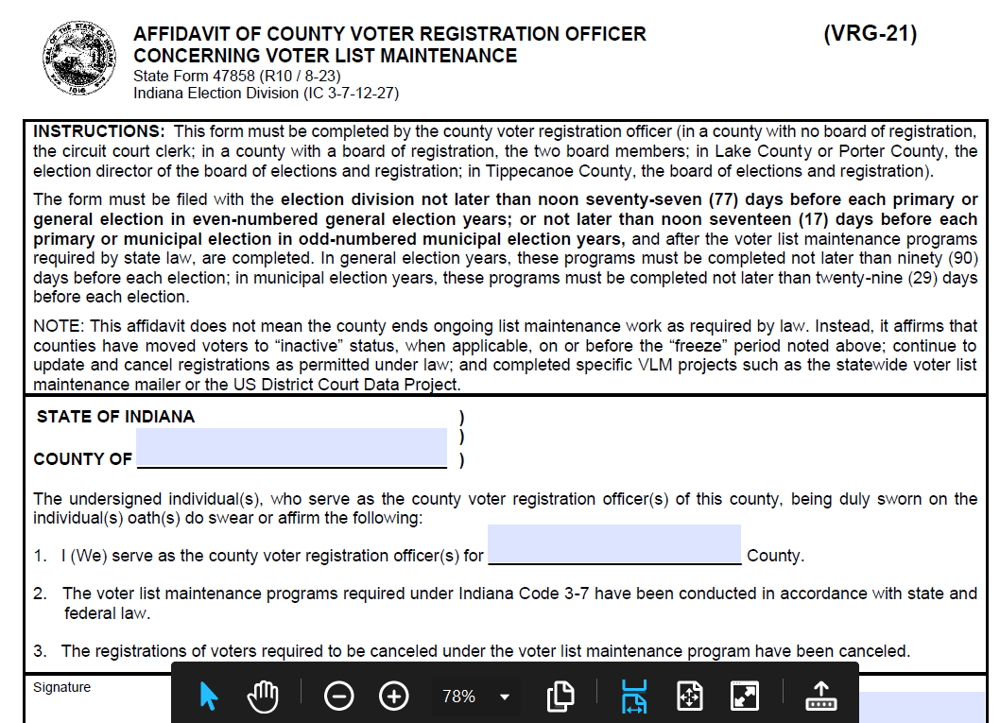 AFFIDAVIT OF COUNTY VOTER REGISTRATION OFFICER
(VRG-21)
CONCERNING VOTER LIST MAINTENANCE
State Form 47858 (R10 / 8-23)
Indiana Election Division (IC 3-7-12-27)
SEAL OF THE STATE OF INDIANA
1816
INSTRUCTIONS: This form must be completed by the county voter registration officer (in a county with no board of registration,
the circuit court clerk; in a county with a board of registration, the two board members; in Lake County or Porter County, the
election director of the board of elections and registration; in Tippecanoe County, the board of elections and registration).
The form must be filed with the election division not later than noon seventy-seven (77) days before each primary or
general election in even-numbered general election years; or not later than noon seventeen (17) days before each
primary or municipal election in odd-numbered municipal election years, and after the voter list maintenance programs
required by state law, are completed. In general election years, these programs must be completed not later than ninety (90)
days before each election; in municipal election years, these programs must be completed not later than twenty-nine (29) days
before each election.
NOTE: This affidavit does not mean the county ends ongoing list maintenance work as required by law. Instead, it affirms that
counties have moved voters to “inactive” status, when applicable, on or before the “freeze” period noted above; continue to
update and cancel registrations as permitted under law; and completed specific VLM projects such as the statewide voter list
maintenance mailer or the US District Court Data Project.
STATE OF INDIANA )
)
COUNTY OF )
The undersigned individual(s), who serve as the county voter registration officer(s) of this county, being duly sworn on the
individual(s) oath(s) do swear or affirm the following:
1. I (We) serve as the county voter registration officer(s) for County.
2. The voter list maintenance programs required under Indiana Code 3-7 have been conducted in accordance with state and
federal law.
3. The registrations of voters required to be canceled under the voter list maintenance program have been canceled.
Signature
78%